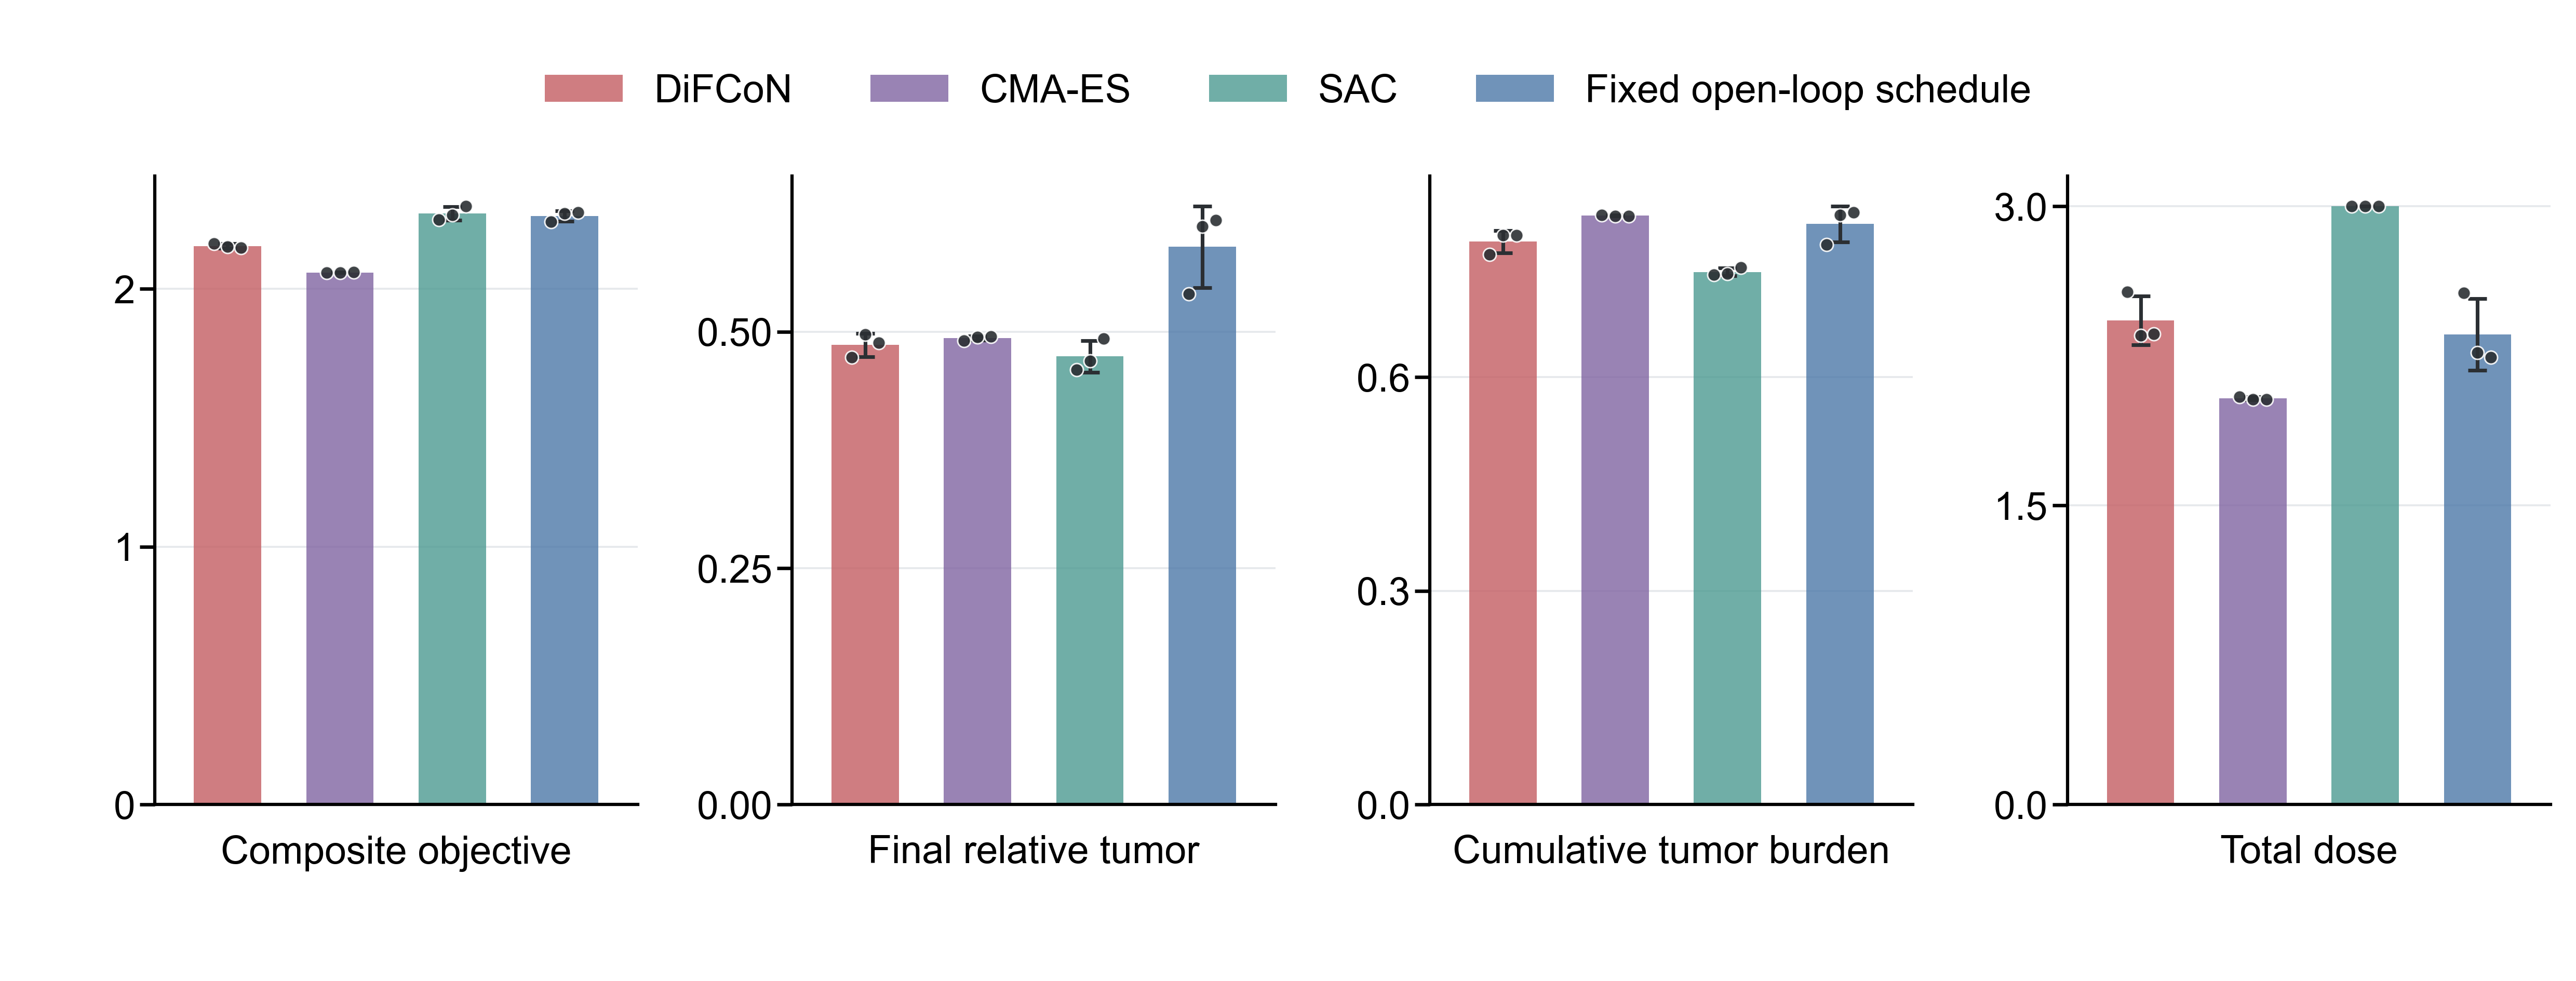 DiFCoN CMA-ES SAC Fixed open-loop schedule
2
1
0
Composite objective
0.50
0.25
0.00
Final relative tumor
0.6
0.3
0.0
Cumulative tumor burden
3.0
1.5
0.0
Total dose